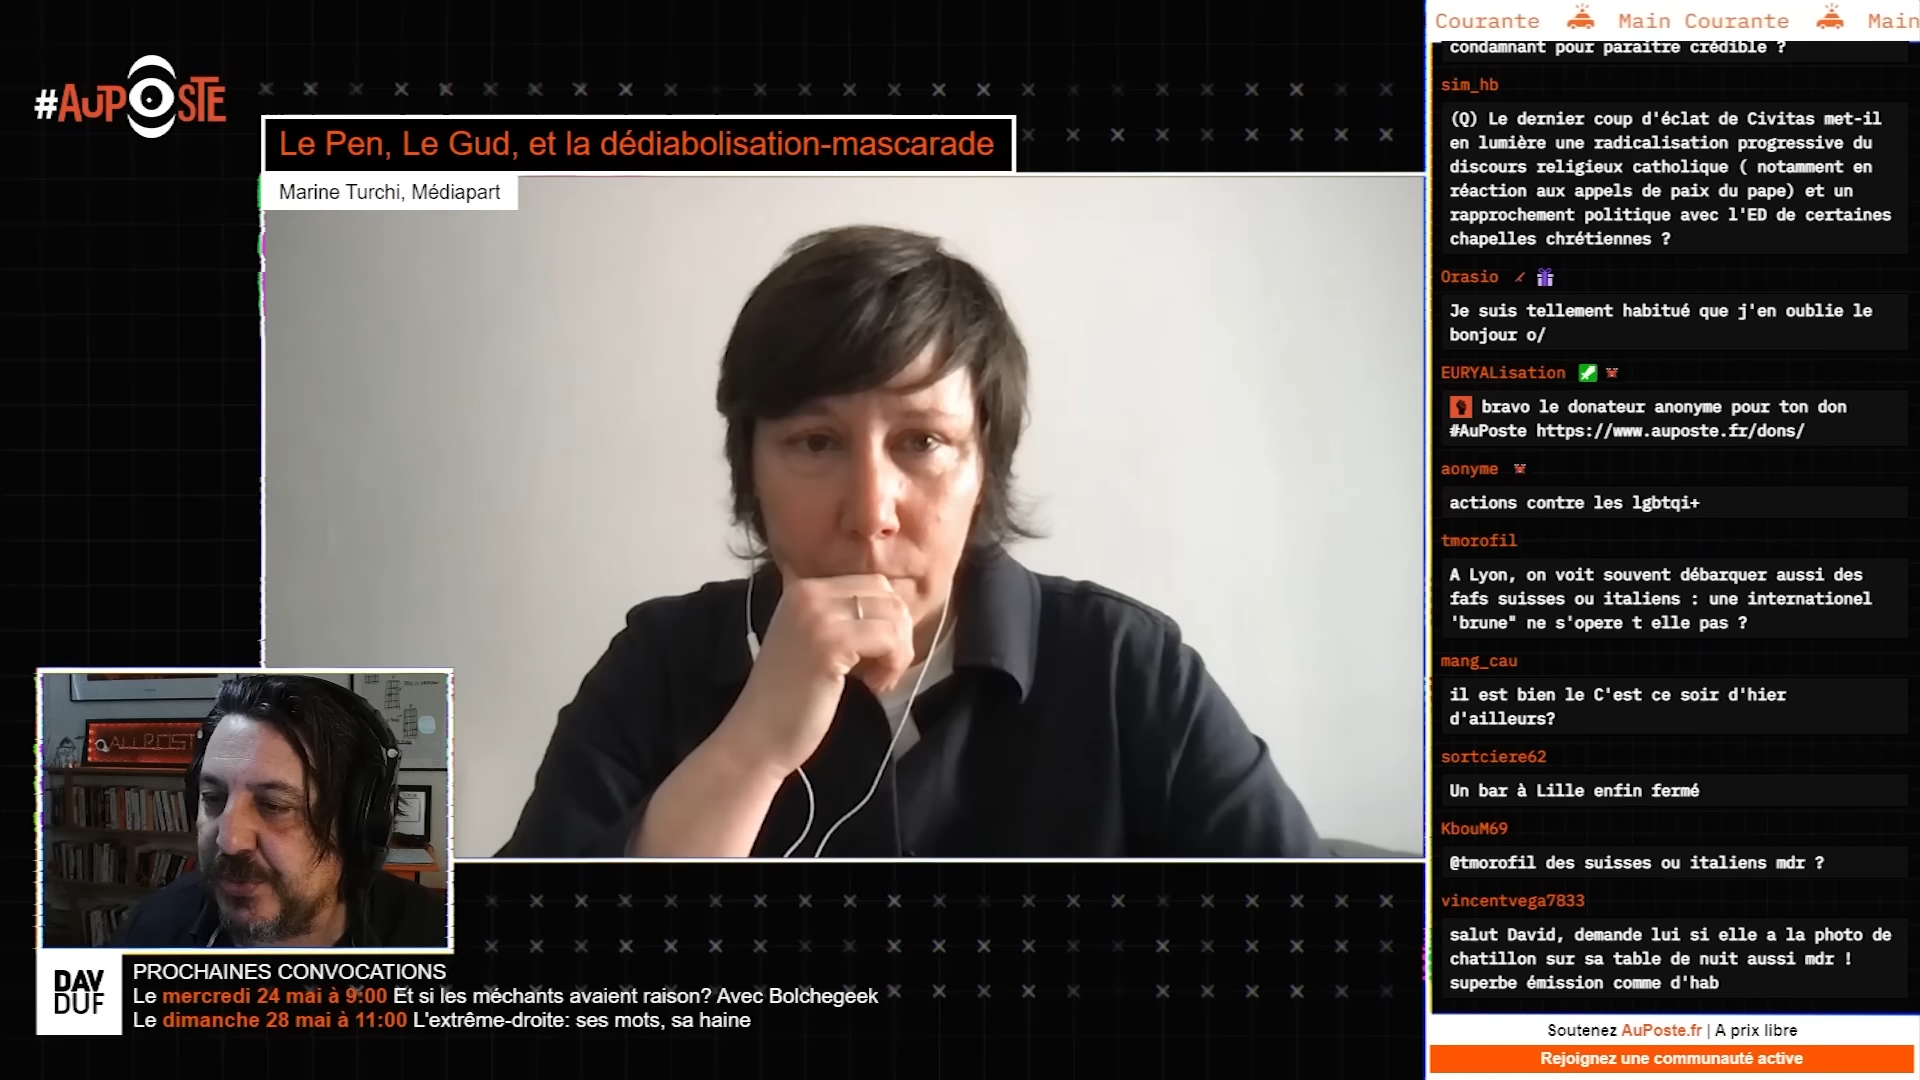 #AUPOSTE
Le Pen, Le Gud, et la dédiabolisation-mascarade
Marine Turchi, Médiapart
DAV
DUF
PROCHAINES CONVOCATIONS
Le mercredi 24 mai à 9:00 Et si les méchants avaient raison? Avec Bolchegeek
Le dimanche 28 mai à 11:00 L'extrême-droite: ses mots, sa haine
Courante Main Courante Main
condamnant pour paraitre crédible ?
sim_hb
(Q) Le dernier coup d'éclat de Civitas met-il
en lumière une radicalisation progressive du
discours religieux catholique ( notamment en
réaction aux appels de paix du pape) et un
rapprochement politique avec l'ED de certaines
chapelles chrétiennes ?
Orasio
Je suis tellement habitué que j'en oublie le
bonjour o/
EURYALisation
bravo le donateur anonyme pour ton don
#AuPoste https://www.auposte.fr/dons/
aonyme
actions contre les lgbtqi+
tmorofil
A Lyon, on voit souvent débarquer aussi des
fafs suisses ou italiens : une internationel
'brune" ne s'opere t elle pas ?
mang_cau
il est bien le C'est ce soir d'hier
d'ailleurs?
sortciere62
Un bar à Lille enfin fermé
KbouM69
@tmorofil des suisses ou italiens mdr ?
vincentvega7833
salut David, demande lui si elle a la photo de
chatillon sur sa table de nuit aussi mdr !
superbe émission comme d'hab
Soutenez AuPoste.fr | A prix libre
Rejoignez une communauté active